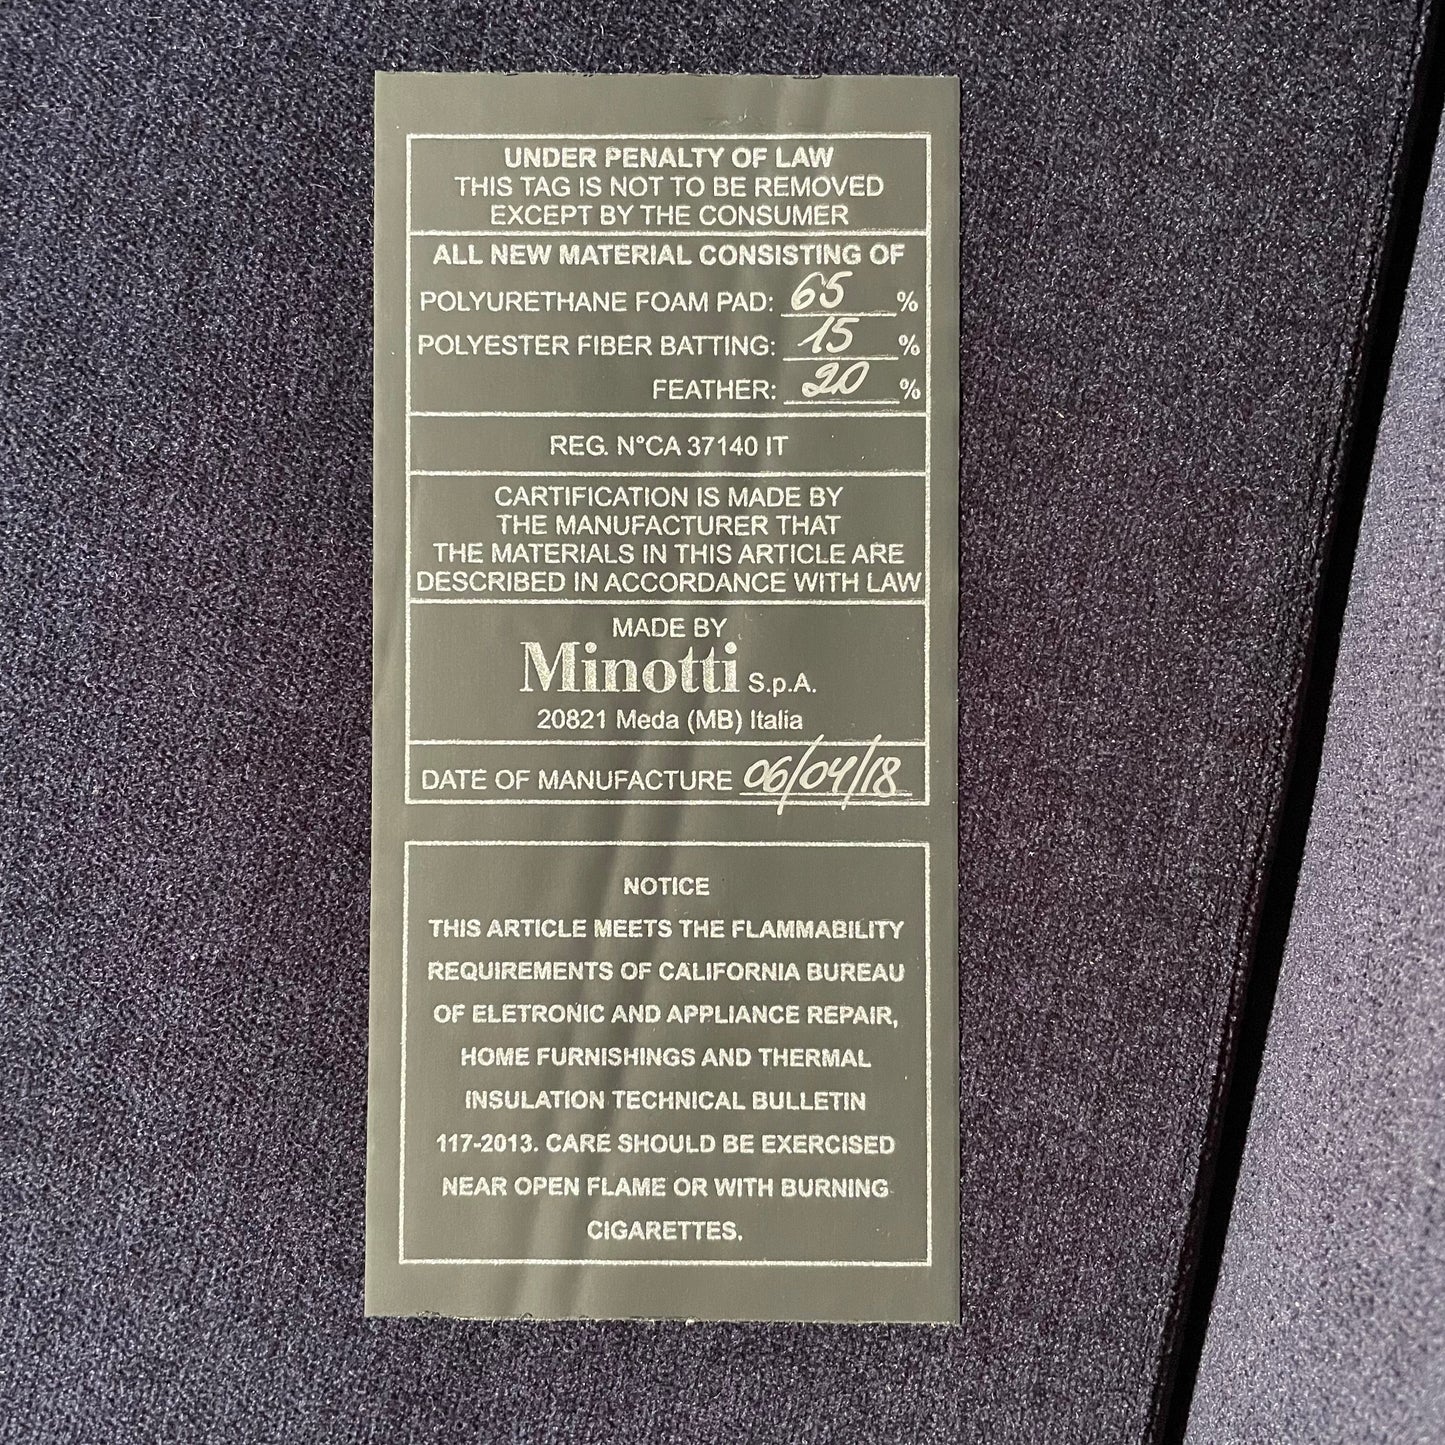 UNDER PENALTY OF LAW
THIS TAG IS NOT TO BE REMOVED
EXCEPT BY THE CONSUMER
ALL NEW MATERIAL CONSISTING OF
POLYURETHANE FOAM PAD: 65 %
POLYESTER FIBER BATTING: 15 %
FEATHER: 20 %
REG. N°CA 37140 IT
CARTIFICATION IS MADE BY
THE MANUFACTURER THAT
THE MATERIALS IN THIS ARTICLE ARE
DESCRIBED IN ACCORDANCE WITH LAW
MADE BY
Minotti S.p.A.
20821 Meda (MB) Italia
DATE OF MANUFACTURE 06/04/18
NOTICE
THIS ARTICLE MEETS THE FLAMMABILITY
REQUIREMENTS OF CALIFORNIA BUREAU
OF ELETRONIC AND APPLIANCE REPAIR,
HOME FURNISHINGS AND THERMAL
INSULATION TECHNICAL BULLETIN
117-2013. CARE SHOULD BE EXERCISED
NEAR OPEN FLAME OR WITH BURNING
CIGARETTES.